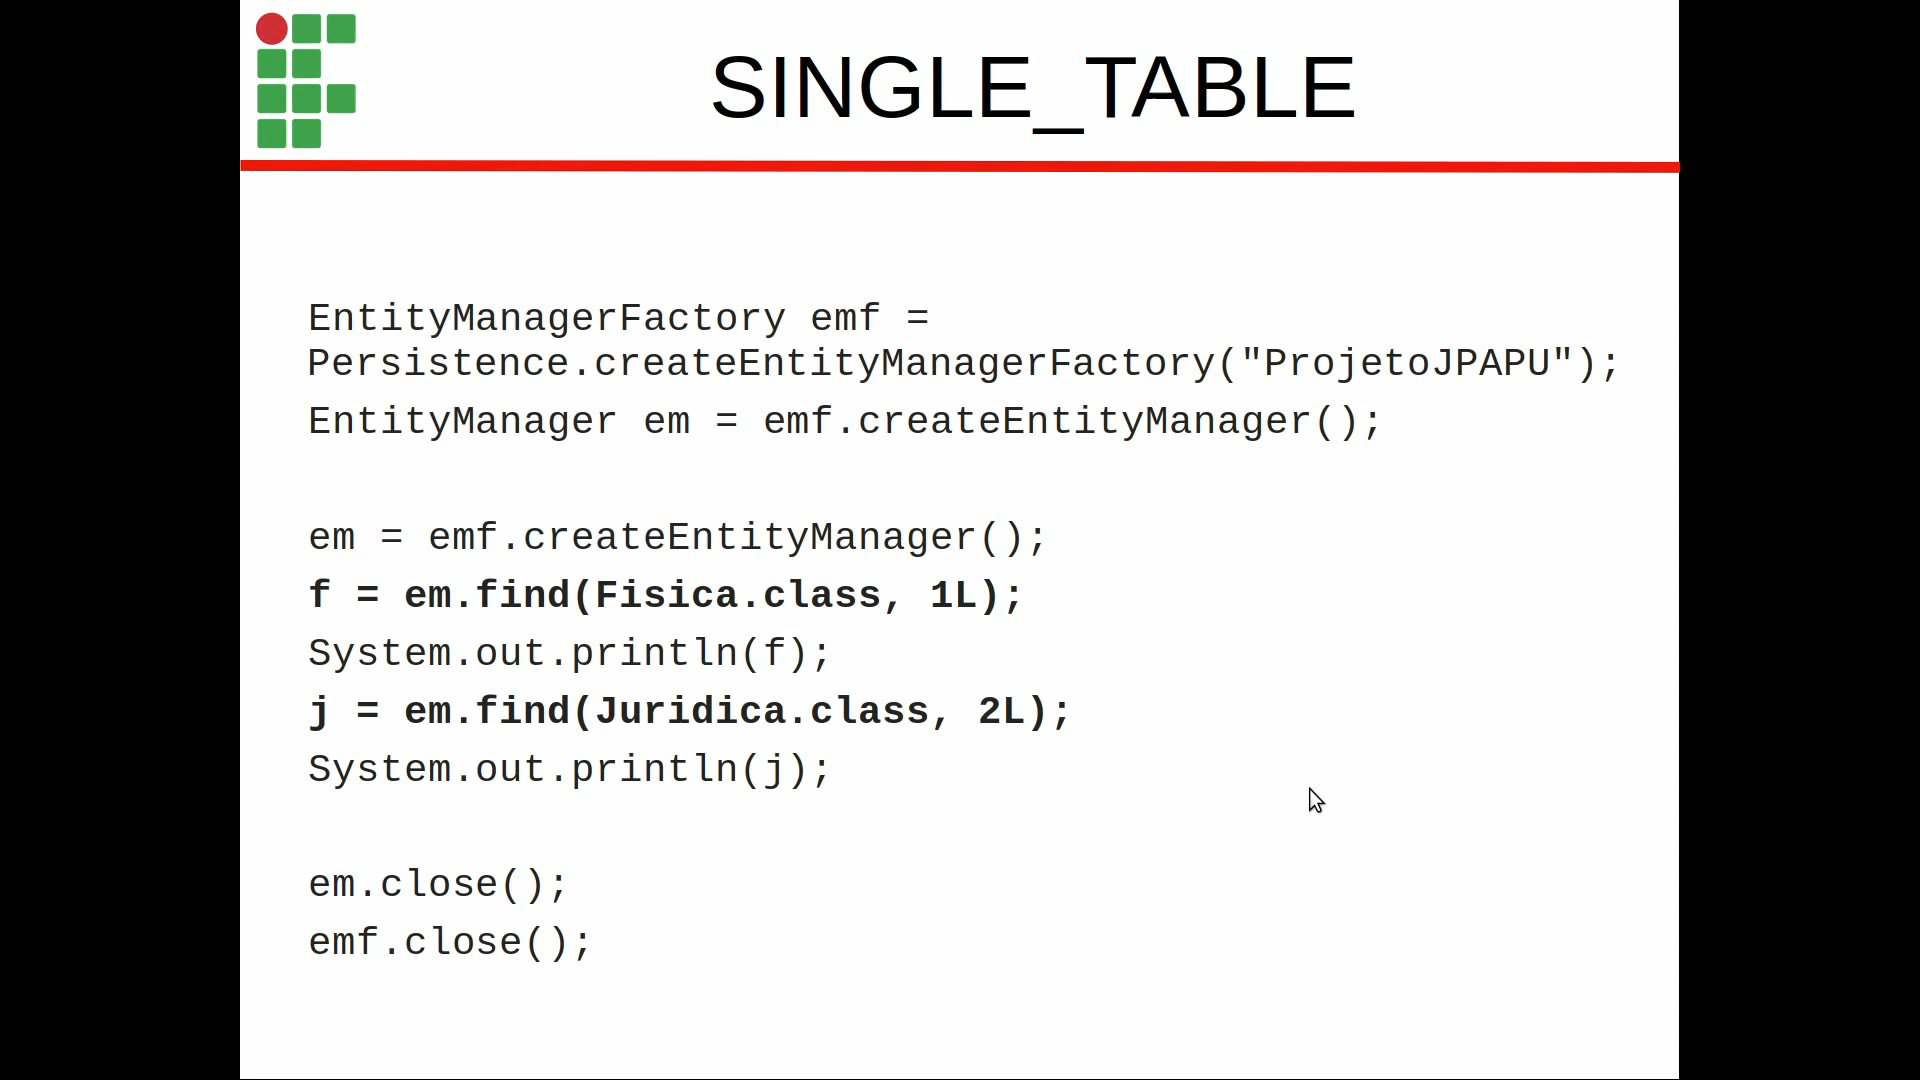 SINGLE_TABLE
EntityManagerFactory emf =
Persistence.createEntityManagerFactory("ProjetoJPAPU");
EntityManager em = emf.createEntityManager();
em = emf.createEntityManager();
f = em.find(Fisica.class, 1L);
System.out.println(f);
j = em.find(Juridica.class, 2L);
System.out.println(j);
em.close();
emf.close();